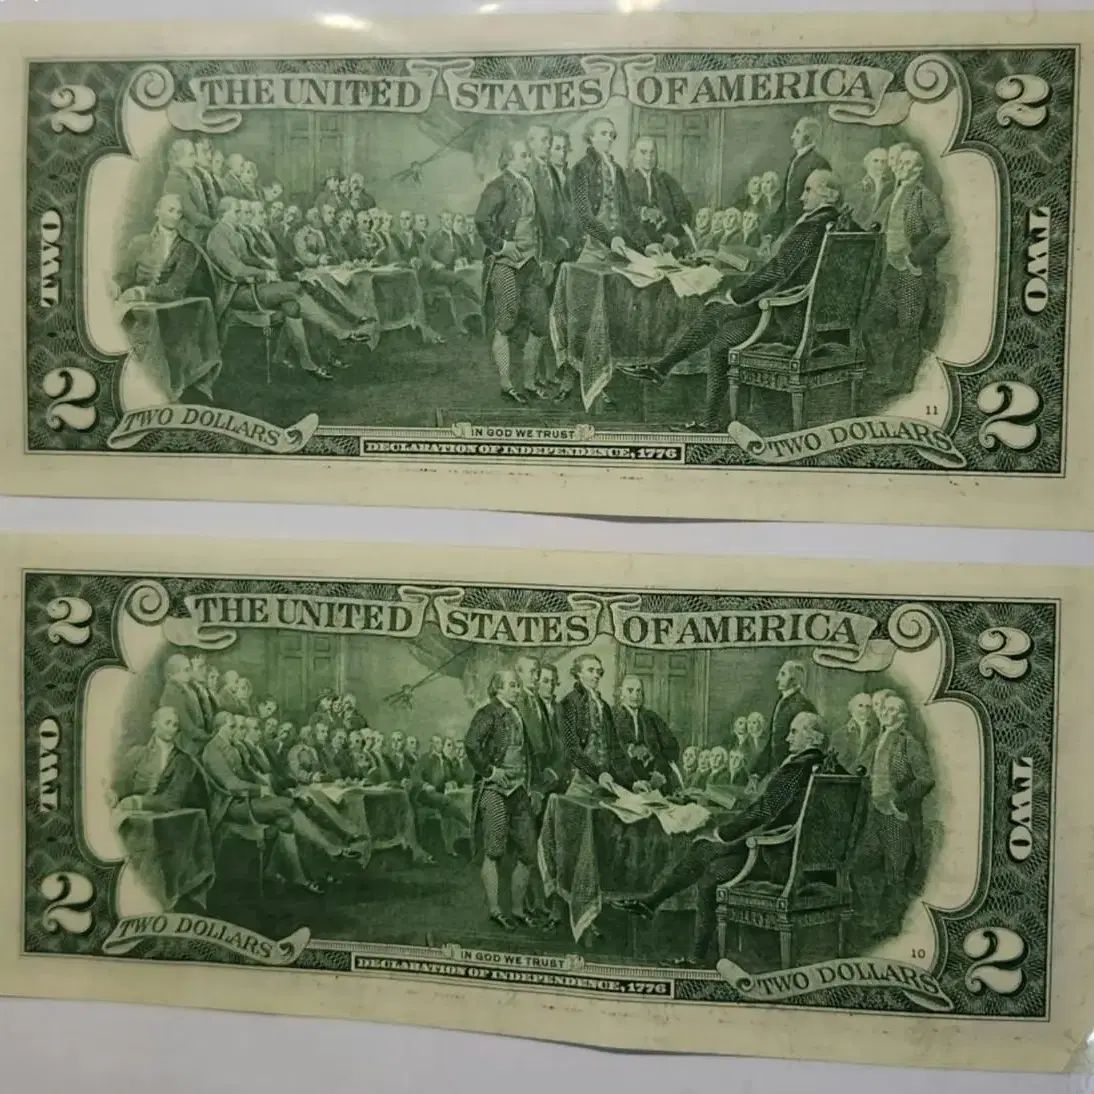 2 THE UNITED STATES OF AMERICA 2
TWO TWO
2 2
11
TWO DOLLARS IN GOD WE TRUST TWO DOLLARS
DECLARATION OF INDEPENDENCE, 1776
2 THE UNITED STATES OF AMERICA 2
TWO TWO
2 2
10
TWO DOLLARS IN GOD WE TRUST TWO DOLLARS
DECLARATION OF INDEPENDENCE, 1776